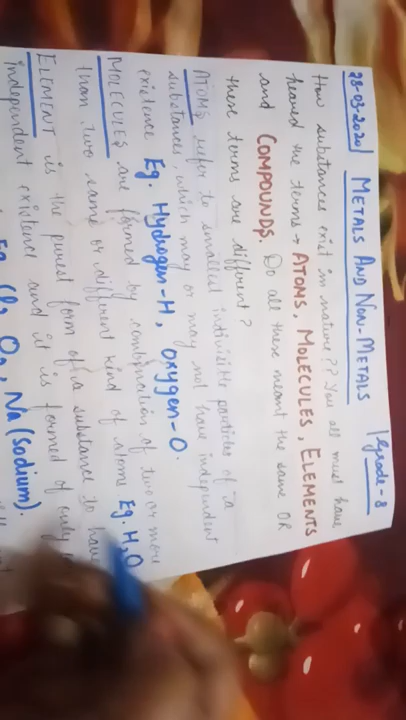 28-03-2020 METALS AND NON-METALS Grade-8
How substances exist in nature?? You all must have
heared the terms → ATOMS, MOLECULES, ELEMENTS
and COMPOUNDS. Do all these meant the same OR
these terms are different?
ATOMS refer to smallest indivisible particles of a
substances, which may or may not have independent
existence Eg. Hydrogen-H, Oxygen-O.
MOLECULES are formed by combination of two or more
than two same or different kind of atoms Eg. H2O
ELEMENT is the purest form of a substance to have
independent existence and it is formed of only
Eg. Cl2, O2, Na (Sodium).